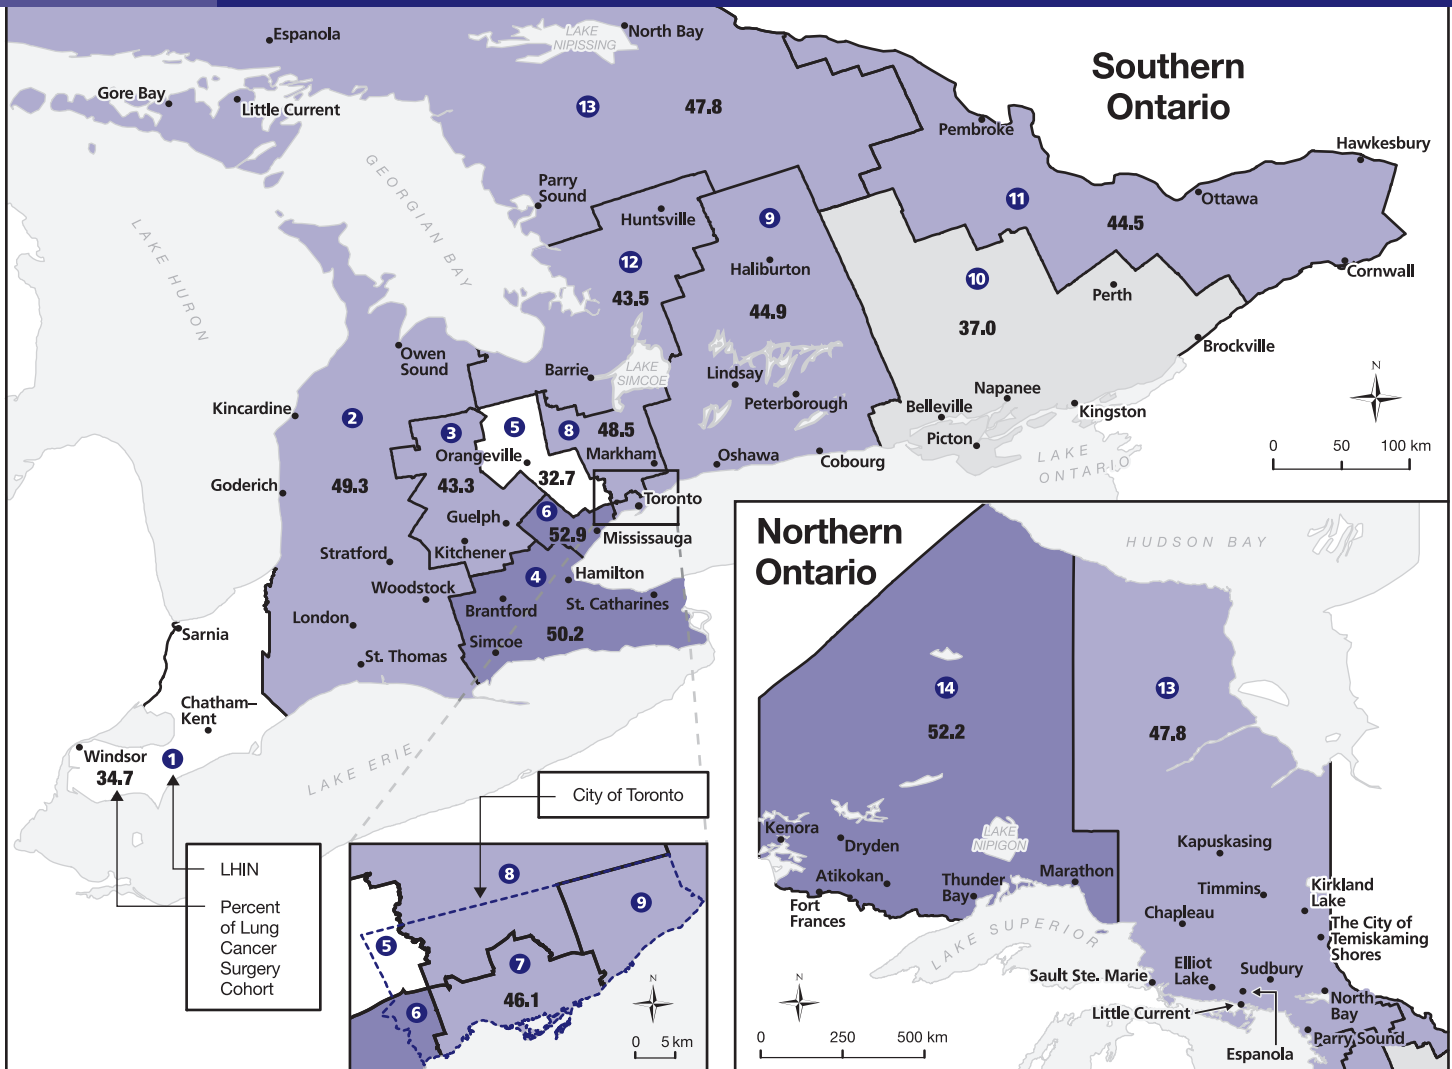 Southern
Ontario
Espanola
LAKE
NIPISSING
North Bay
Gore Bay
Little Current
13
47.8
Pembroke
Hawkesbury
GEORGIAN BAY
Parry
Sound
Huntsville
9
11
Ottawa
44.5
LAKE HURON
12
43.5
Haliburton
44.9
10
37.0
Perth
Cornwall
Brockville
Owen
Sound
Barrie
LAKE
SIMCOE
Lindsay
Peterborough
Napanee
Belleville
Kingston
Picton
LAKE
ONTARIO
N
0 50 100 km
Kincardine
2
3
5
8
48.5
Orangeville
Markham
Oshawa
Cobourg
Goderich
49.3
43.3
32.7
Toronto
Guelph
6
52.9
Mississauga
Kitchener
Stratford
4
Hamilton
Woodstock
Brantford
St. Catharines
London
50.2
Simcoe
Sarnia
St. Thomas
Chatham–
Kent
Windsor
1
34.7
LAKE ERIE
City of Toronto
LHIN
Percent
of Lung
Cancer
Surgery
Cohort
8
9
5
7
46.1
6
N
0 5 km
Northern
Ontario
HUDSON BAY
14
52.2
13
47.8
Kenora
Dryden
LAKE
NIPIGON
Kapuskasing
Atikokan
Thunder
Bay
Marathon
Timmins
Kirkland
Lake
Fort
Frances
Chapleau
The City of
Temiskaming
Shores
LAKE SUPERIOR
Sault Ste. Marie
Elliot
Lake
Sudbury
North
Bay
Little Current
Parry Sound
Espanola
N
0 250 500 km